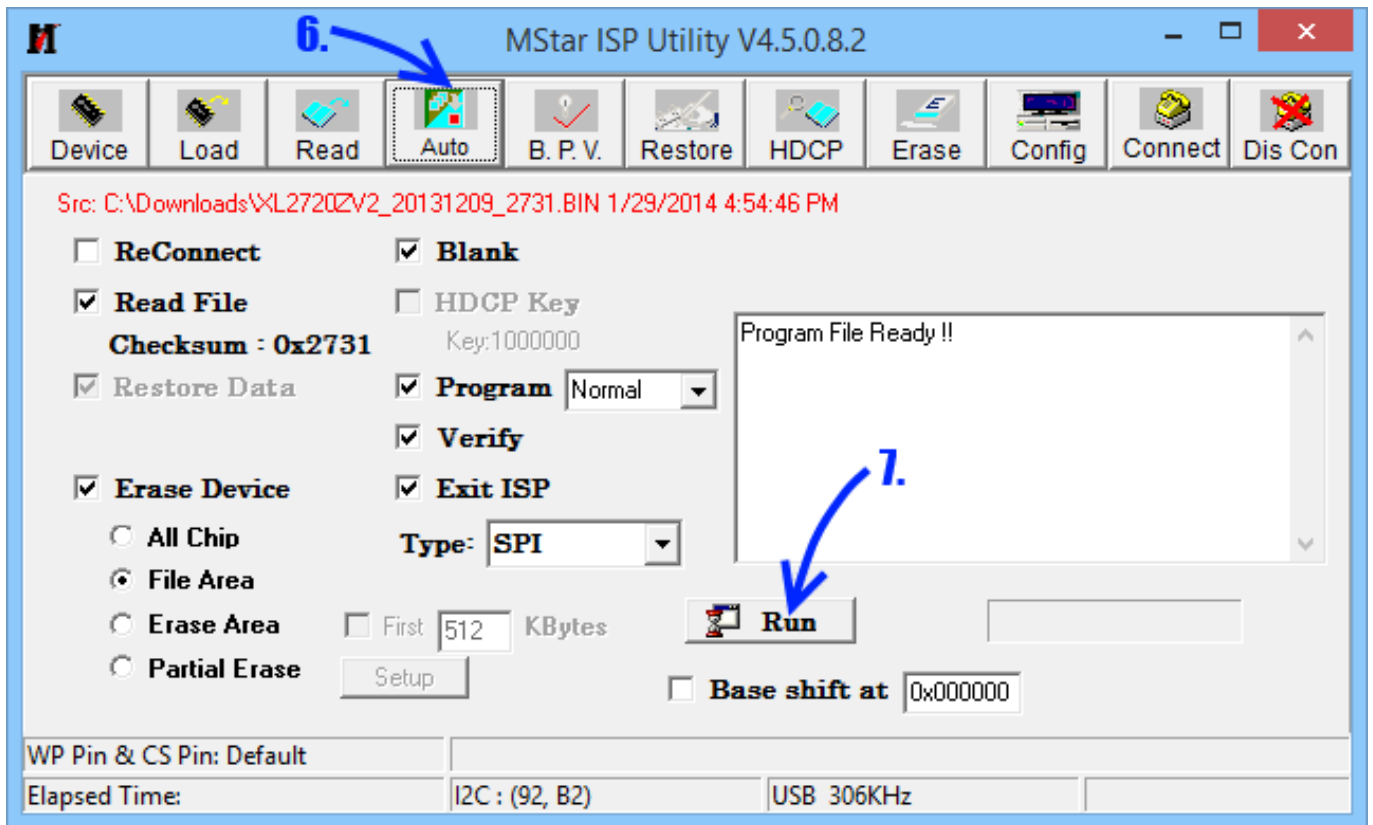 6.
MStar ISP Utility V4.5.0.8.2
Device Load Read Auto B. P. V. Restore HDCP Erase Config Connect Dis Con
Src: C:\Downloads\XL2720ZV2_20131209_2731.BIN 1/29/2014 4:54:46 PM
ReConnect Blank
Read File HDCP Key
Checksum : 0x2731 Key:1000000
Program File Ready !!
Restore Data Program Normal
Verify
7.
Erase Device Exit ISP
All Chip Type: SPI
File Area
Erase Area First 512 KBytes Run
Partial Erase Setup
Base shift at 0x000000
WP Pin & CS Pin: Default
Elapsed Time: I2C : (92, B2) USB 306KHz